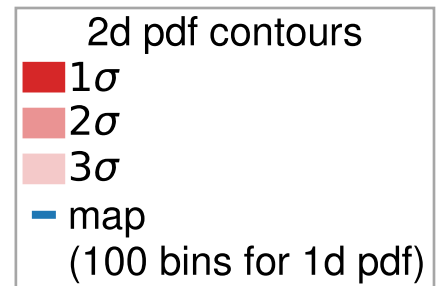 2d pdf contours
1σ
2σ
3σ
map
(100 bins for 1d pdf)